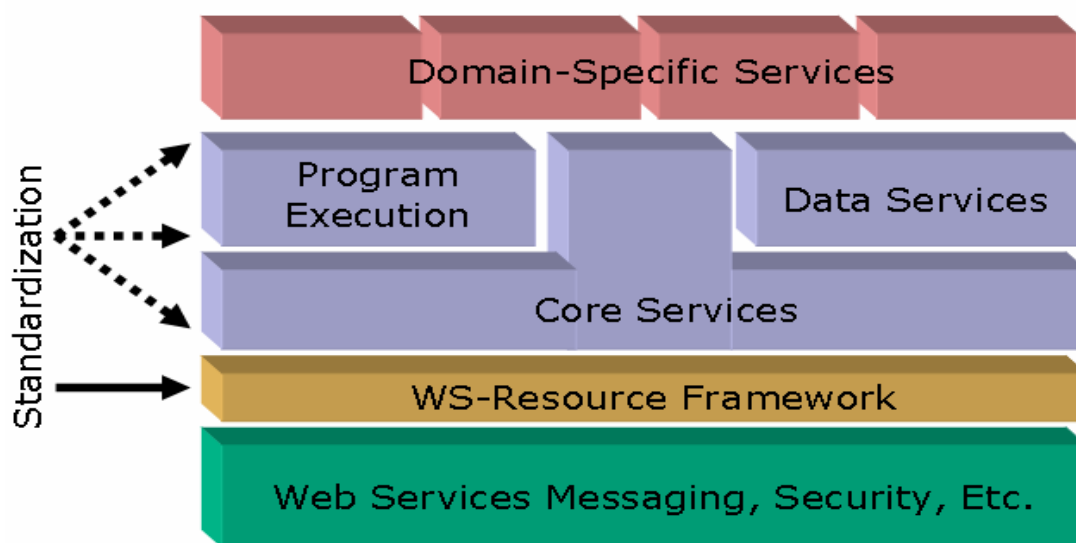 Domain-Specific Services
Program
Execution
Data Services
Core Services
WS-Resource Framework
Web Services Messaging, Security, Etc.
Standardization